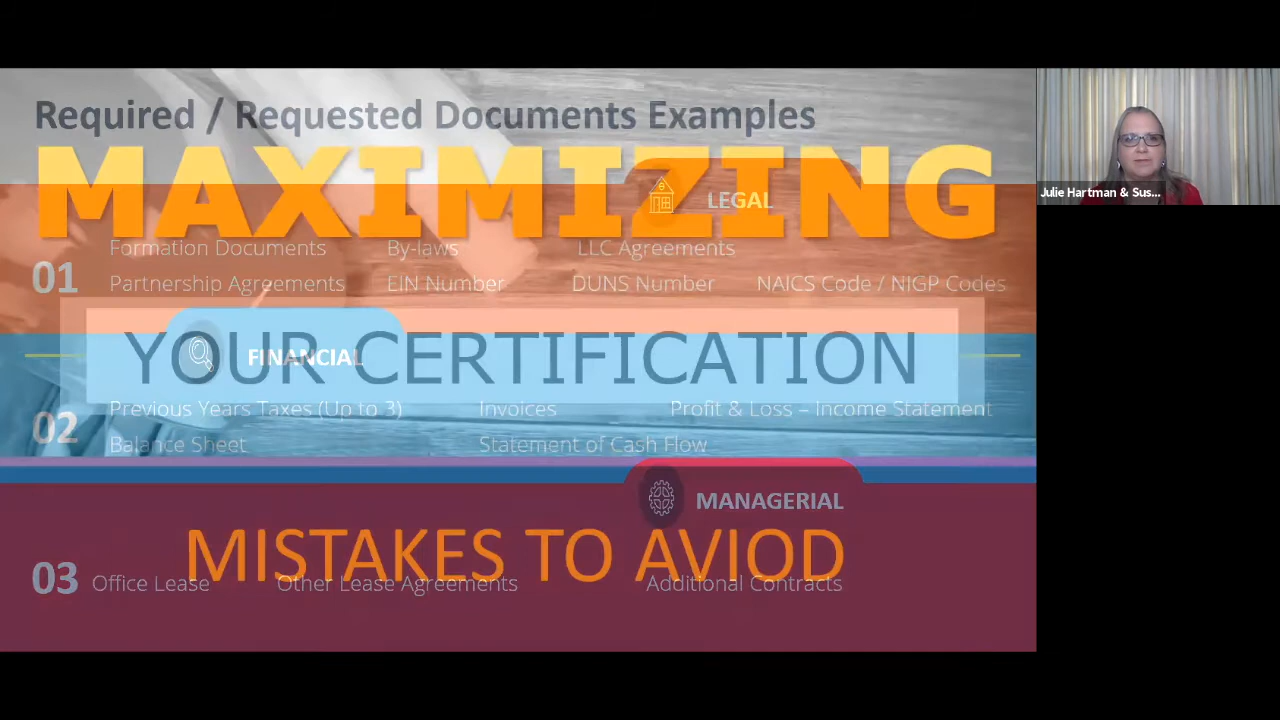 Required / Requested Documents Examples
MAXIMIZING
LEGAL
Formation Documents By-laws LLC Agreements
01
Partnership Agreements EIN Number DUNS Number NAICS Code / NIGP Codes
YOUR CERTIFICATION
FINANCIAL
Previous Years Taxes (Up to 3) Invoices Profit & Loss – Income Statement
02
Balance Sheet Statement of Cash Flow
MANAGERIAL
MISTAKES TO AVIOD
03 Office Lease Other Lease Agreements Additional Contracts
Julie Hartman & Sus...